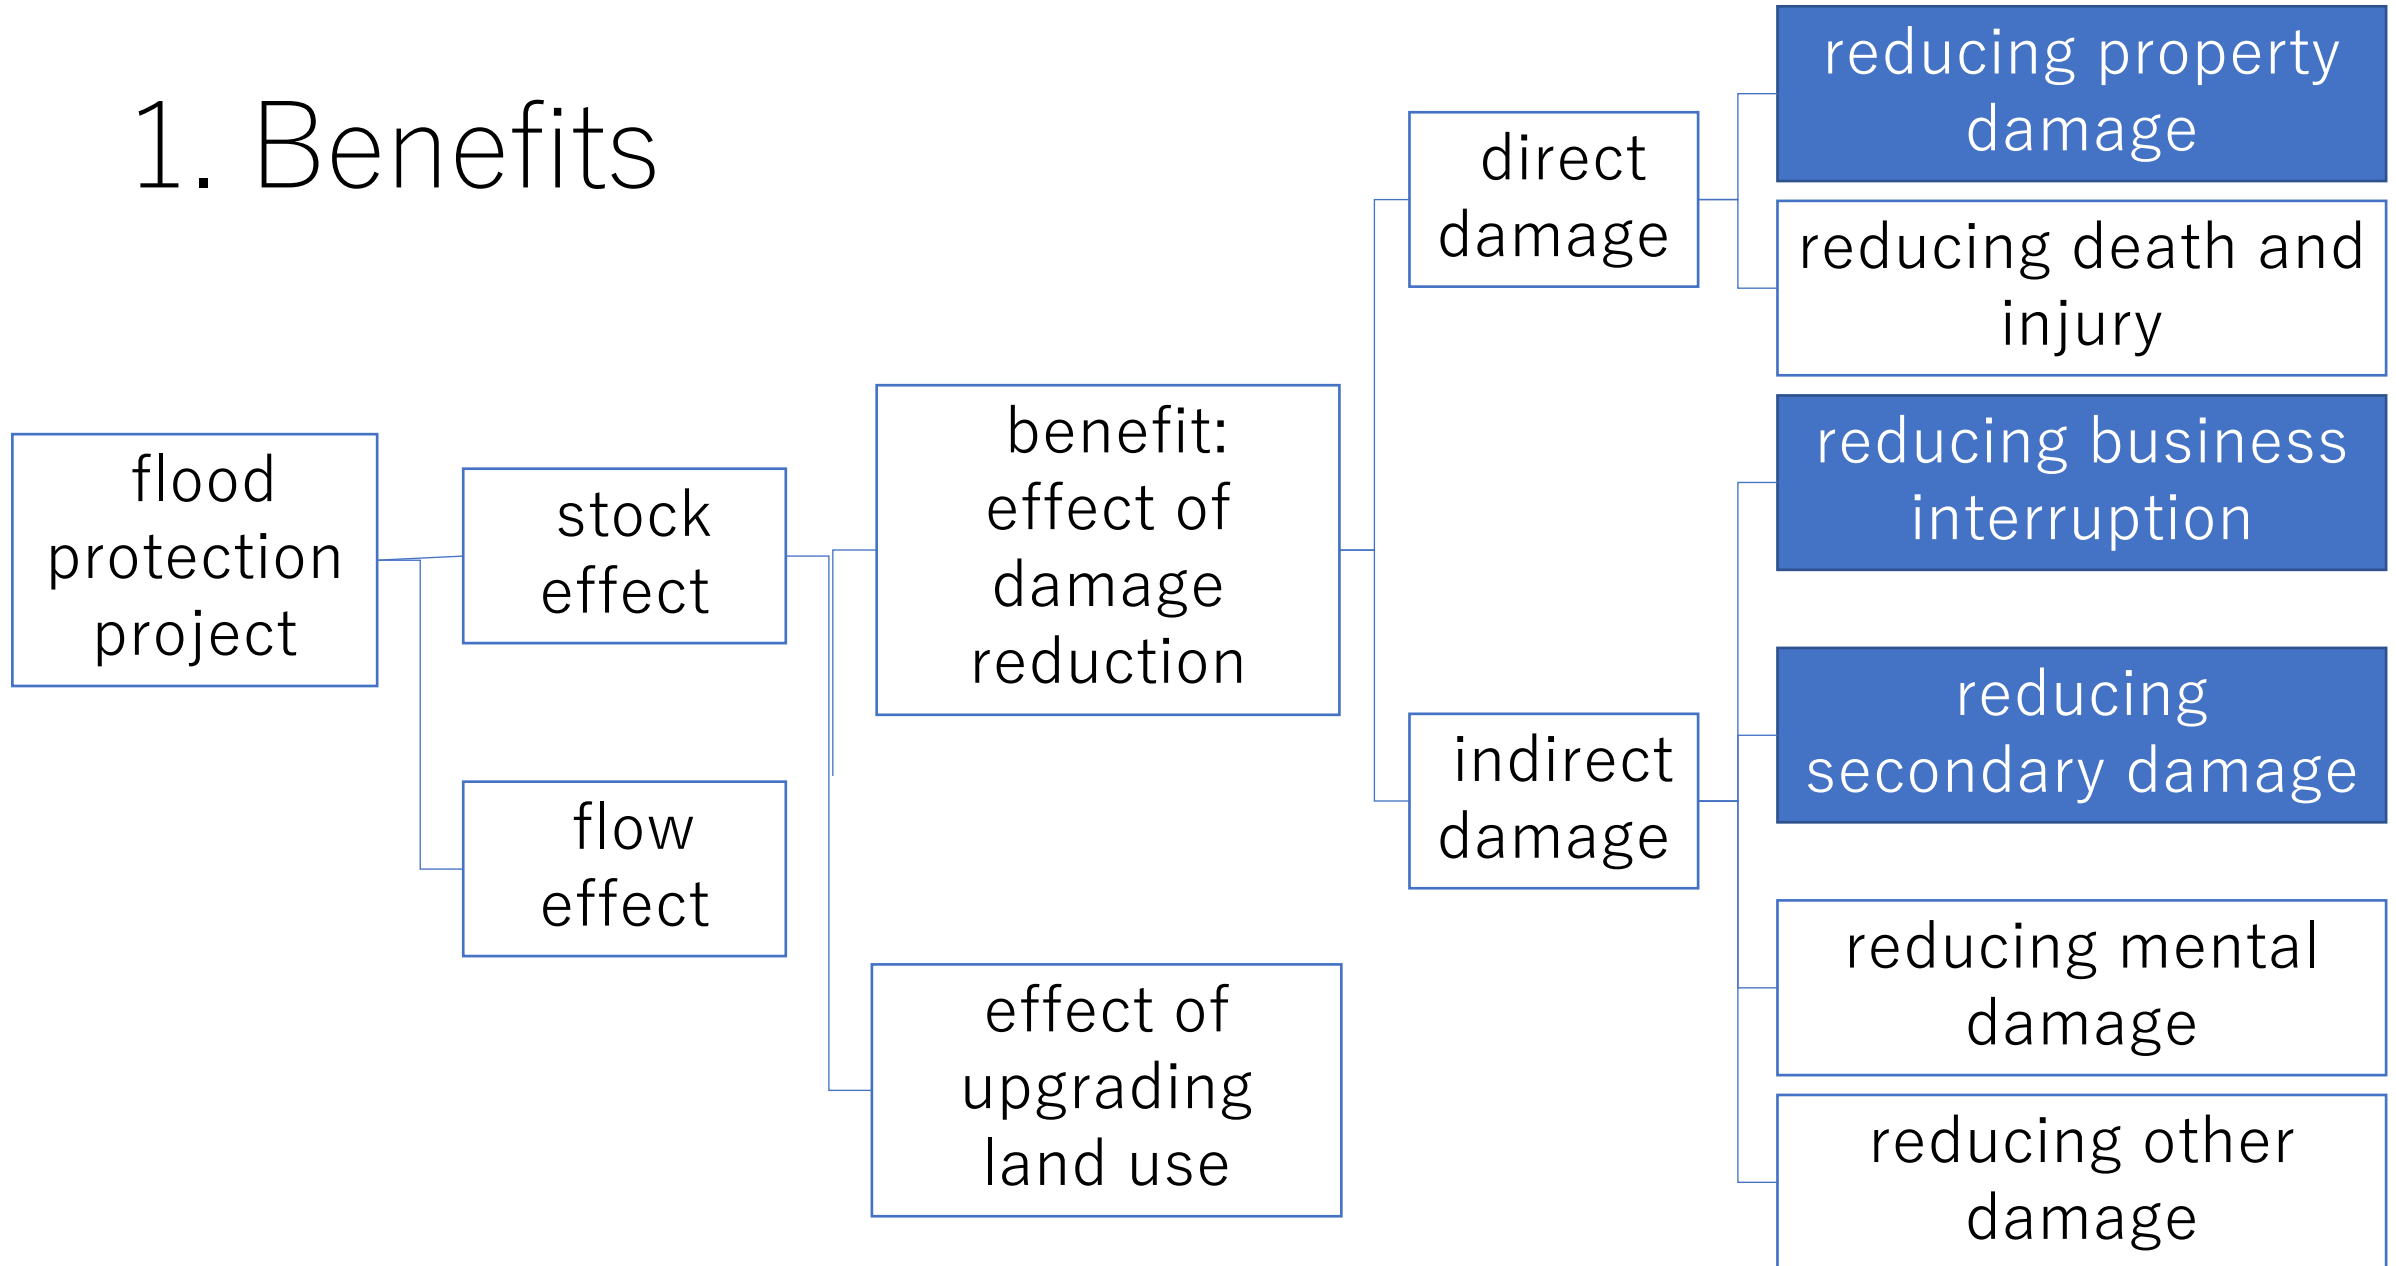 1. Benefits
flood
protection
project
stock
effect
flow
effect
benefit:
effect of
damage
reduction
effect of
upgrading
land use
direct
damage
indirect
damage
reducing property
damage
reducing death and
injury
reducing business
interruption
reducing
secondary damage
reducing mental
damage
reducing other
damage